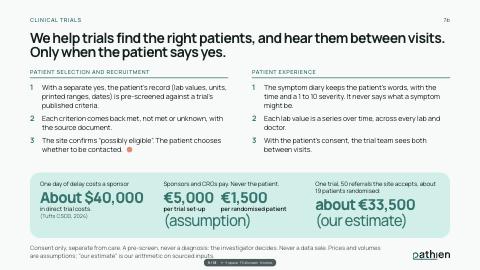 CLINICAL TRIALS
7b
We help trials find the right patients, and hear them between visits.
Only when the patient says yes.
PATIENT SELECTION AND RECRUITMENT
1 With a separate yes, the patient's record (lab values, units,
printed ranges, dates) is pre-screened against a trial's
published criteria.
2 Each criterion comes back met, not met or unknown, with
the source document.
3 The site confirms "possibly eligible". The patient chooses
whether to be contacted.
PATIENT EXPERIENCE
1 The symptom diary keeps the patient's words, with the
time and a 1 to 10 severity. It never says what a symptom
might be.
2 Each lab value is a series over time, across every lab and
doctor.
3 With the patient's consent, the trial team sees both
between visits.
One day of delay costs a sponsor
About $40,000
in direct trial costs.
(Tufts CSDD, 2024)
Sponsors and CROs pay. Never the patient.
€5,000 €1,500
per trial set-up per randomised patient
(assumption)
One trial, 50 referrals the site accepts, about
19 patients randomised:
about €33,500
(our estimate)
Consent only, separate from care. A pre-screen, never a diagnosis: the investigator decides. Never a data sale. Prices and volumes
are assumptions; "our estimate" is our arithmetic on sourced inputs.
pathien